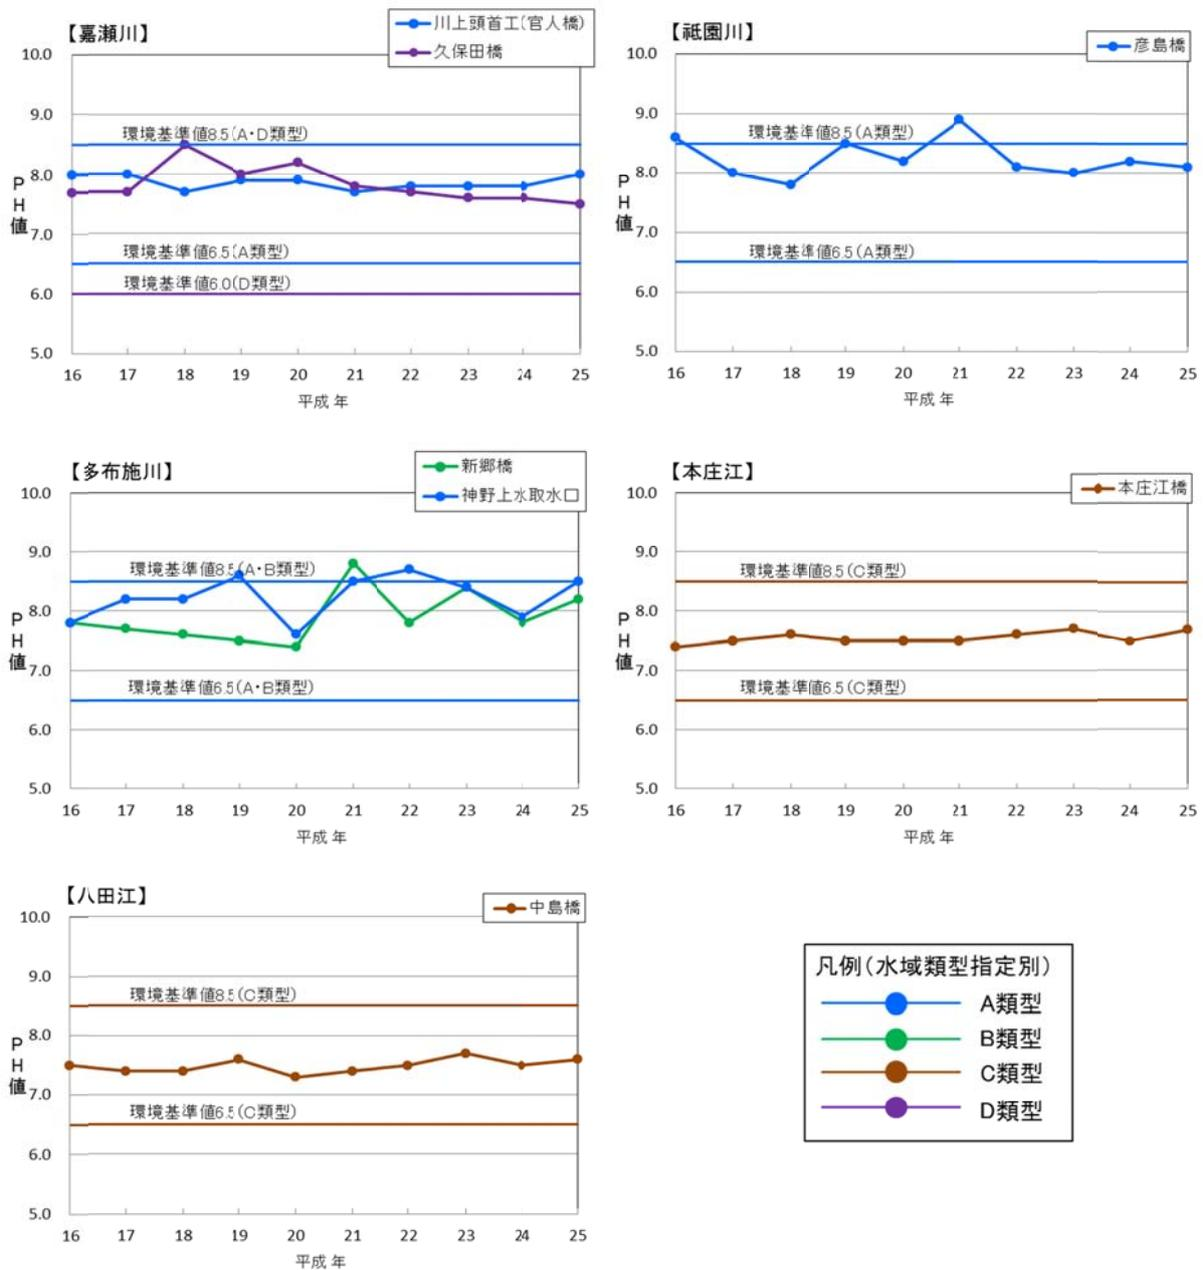 【嘉瀬川】
川上頭首工(官人橋)
久保田橋
10.0
9.0
環境基準値8.5(A・D類型)
8.0
PH値
7.0
環境基準値6.5(A類型)
環境基準値6.0(D類型)
6.0
5.0
16 17 18 19 20 21 22 23 24 25
平成 年
【祗園川】
彦島橋
10.0
9.0
環境基準値8.5(A類型)
8.0
PH値
7.0
環境基準値6.5(A類型)
6.0
5.0
16 17 18 19 20 21 22 23 24 25
平成 年
【多布施川】
新郷橋
神野上水取水口
10.0
9.0
環境基準値8.5(A・B類型)
8.0
PH値
7.0
環境基準値6.5(A・B類型)
6.0
5.0
16 17 18 19 20 21 22 23 24 25
平成 年
【本庄江】
本庄江橋
10.0
9.0
環境基準値8.5(C類型)
8.0
PH値
7.0
環境基準値6.5(C類型)
6.0
5.0
16 17 18 19 20 21 22 23 24 25
平成 年
【八田江】
中島橋
10.0
9.0
環境基準値8.5(C類型)
8.0
PH値
7.0
環境基準値6.5(C類型)
6.0
5.0
16 17 18 19 20 21 22 23 24 25
平成 年
凡例(水域類型指定別)
A類型
B類型
C類型
D類型